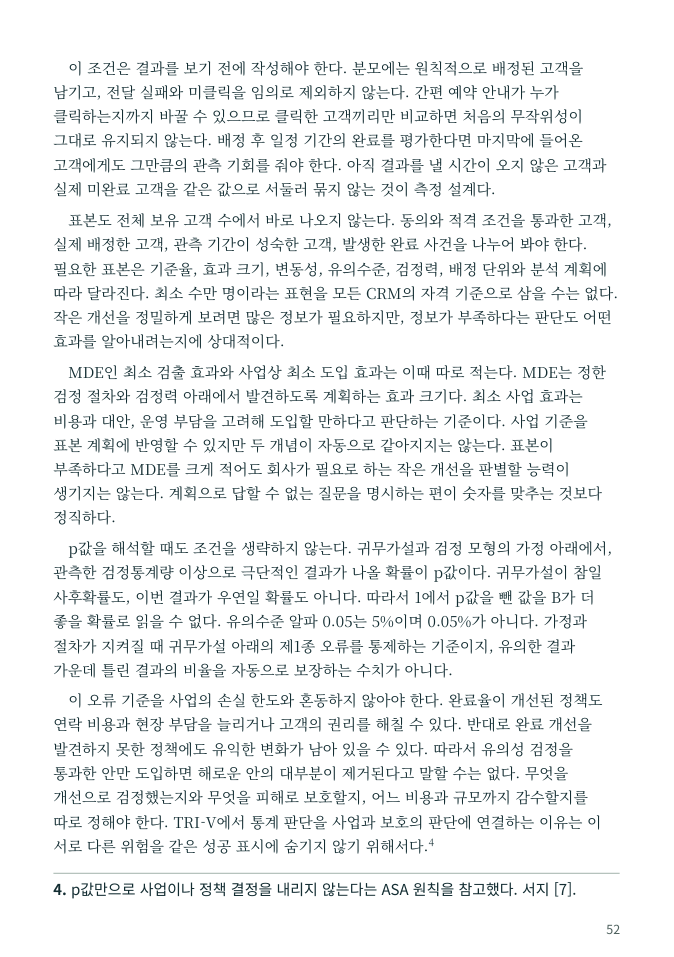 이 조건은 결과를 보기 전에 작성해야 한다. 분모에는 원칙적으로 배정된 고객을
남기고, 전달 실패와 미클릭을 임의로 제외하지 않는다. 간편 예약 안내가 누가
클릭하는지까지 바꿀 수 있으므로 클릭한 고객끼리만 비교하면 처음의 무작위성이
그대로 유지되지 않는다. 배정 후 일정 기간의 완료를 평가한다면 마지막에 들어온
고객에게도 그만큼의 관측 기회를 줘야 한다. 아직 결과를 낼 시간이 오지 않은 고객과
실제 미완료 고객을 같은 값으로 서둘러 묶지 않는 것이 측정 설계다.
표본도 전체 보유 고객 수에서 바로 나오지 않는다. 동의와 적격 조건을 통과한 고객,
실제 배정한 고객, 관측 기간이 성숙한 고객, 발생한 완료 사건을 나누어 봐야 한다.
필요한 표본은 기준율, 효과 크기, 변동성, 유의수준, 검정력, 배정 단위와 분석 계획에
따라 달라진다. 최소 수만 명이라는 표현을 모든 CRM의 자격 기준으로 삼을 수는 없다.
작은 개선을 정밀하게 보려면 많은 정보가 필요하지만, 정보가 부족하다는 판단도 어떤
효과를 알아내려는지에 상대적이다.
MDE인 최소 검출 효과와 사업상 최소 도입 효과는 이때 따로 적는다. MDE는 정한
검정 절차와 검정력 아래에서 발견하도록 계획하는 효과 크기다. 최소 사업 효과는
비용과 대안, 운영 부담을 고려해 도입할 만하다고 판단하는 기준이다. 사업 기준을
표본 계획에 반영할 수 있지만 두 개념이 자동으로 같아지지는 않는다. 표본이
부족하다고 MDE를 크게 적어도 회사가 필요로 하는 작은 개선을 판별할 능력이
생기지는 않는다. 계획으로 답할 수 없는 질문을 명시하는 편이 숫자를 맞추는 것보다
정직하다.
p값을 해석할 때도 조건을 생략하지 않는다. 귀무가설과 검정 모형의 가정 아래에서,
관측한 검정통계량 이상으로 극단적인 결과가 나올 확률이 p값이다. 귀무가설이 참일
사후확률도, 이번 결과가 우연일 확률도 아니다. 따라서 1에서 p값을 뺀 값을 B가 더
좋을 확률로 읽을 수 없다. 유의수준 알파 0.05는 5%이며 0.05%가 아니다. 가정과
절차가 지켜질 때 귀무가설 아래의 제1종 오류를 통제하는 기준이지, 유의한 결과
가운데 틀린 결과의 비율을 자동으로 보장하는 수치가 아니다.
이 오류 기준을 사업의 손실 한도와 혼동하지 않아야 한다. 완료율이 개선된 정책도
연락 비용과 현장 부담을 늘리거나 고객의 권리를 해칠 수 있다. 반대로 완료 개선을
발견하지 못한 정책에도 유익한 변화가 남아 있을 수 있다. 따라서 유의성 검정을
통과한 안만 도입하면 해로운 안의 대부분이 제거된다고 말할 수는 없다. 무엇을
개선으로 검정했는지와 무엇을 피해로 보호할지, 어느 비용과 규모까지 감수할지를
따로 정해야 한다. TRI-V에서 통계 판단을 사업과 보호의 판단에 연결하는 이유는 이
서로 다른 위험을 같은 성공 표시에 숨기지 않기 위해서다.4
4. p값만으로 사업이나 정책 결정을 내리지 않는다는 ASA 원칙을 참고했다. 서지 [7].
52